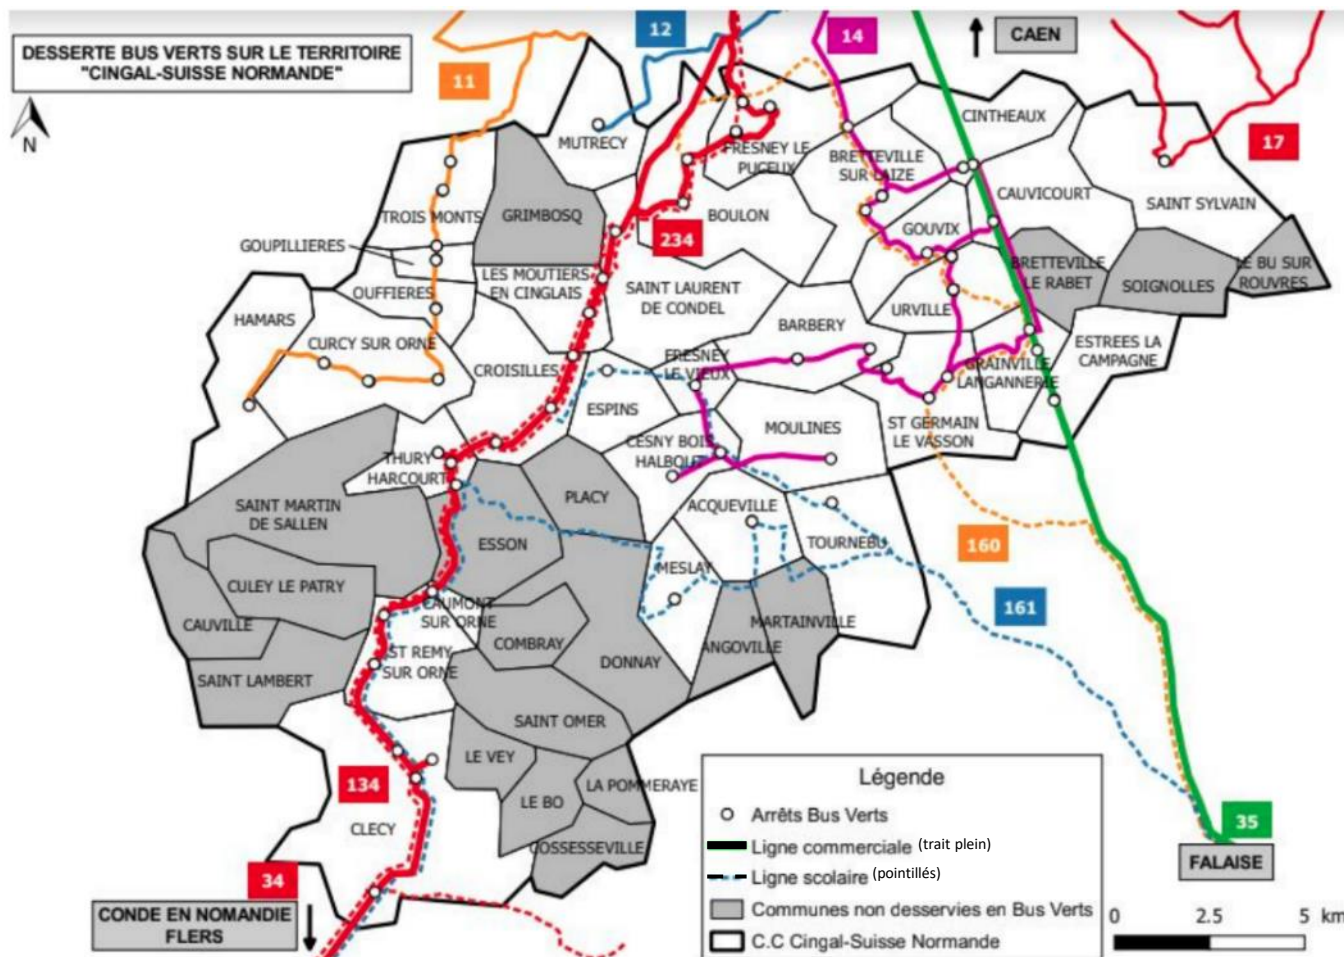 DESSERTE BUS VERTS SUR LE TERRITOIRE
"CINGAL-SUISSE NORMANDE"
N
11
12
14
CAEN
17
MUTRECY
CINTHEAUX
FRESNEY LE
PUCEUX
BRETTEVILLE
SUR LAIZE
CAUVICOURT
SAINT SYLVAIN
TROIS MONTS
GRIMBOSQ
BOULON
234
GOUVIX
GOUPILLIERES
LES MOUTIERS
EN CINGLAIS
SAINT LAURENT
DE CONDEL
BRETTEVILLE
LE RABET
SOIGNOLLES
LE BU SUR
ROUVRES
OUFFIERES
HAMARS
CURCY SUR ORNE
BARBERY
URVILLE
ESTREES LA
CAMPAGNE
CROISILLES
FRESNEY
LE VIEUX
GRAINVILLE
LANGANNERIE
ESPINS
CESNY BOIS
HALBOUT
MOULINES
ST GERMAIN
LE VASSON
THURY
HARCOURT
SAINT MARTIN
DE SALLEN
PLACY
ACQUEVILLE
ESSON
TOURNEBU
160
MESLAY
CULEY LE PATRY
CAUMONT
SUR ORNE
161
CAUVILLE
COMBRAY
MARTAINVILLE
ANGOVILLE
ST REMY
SUR ORNE
DONNAY
SAINT LAMBERT
SAINT OMER
LE VEY
LA POMMERAYE
134
LE BO
CLECY
COSSESSEVILLE
34
CONDE EN NOMANDIE
FLERS
35
FALAISE
Légende
Arrêts Bus Verts
Ligne commerciale (trait plein)
Ligne scolaire (pointillés)
Communes non desservies en Bus Verts
C.C Cingal-Suisse Normande
0 2.5 5 km